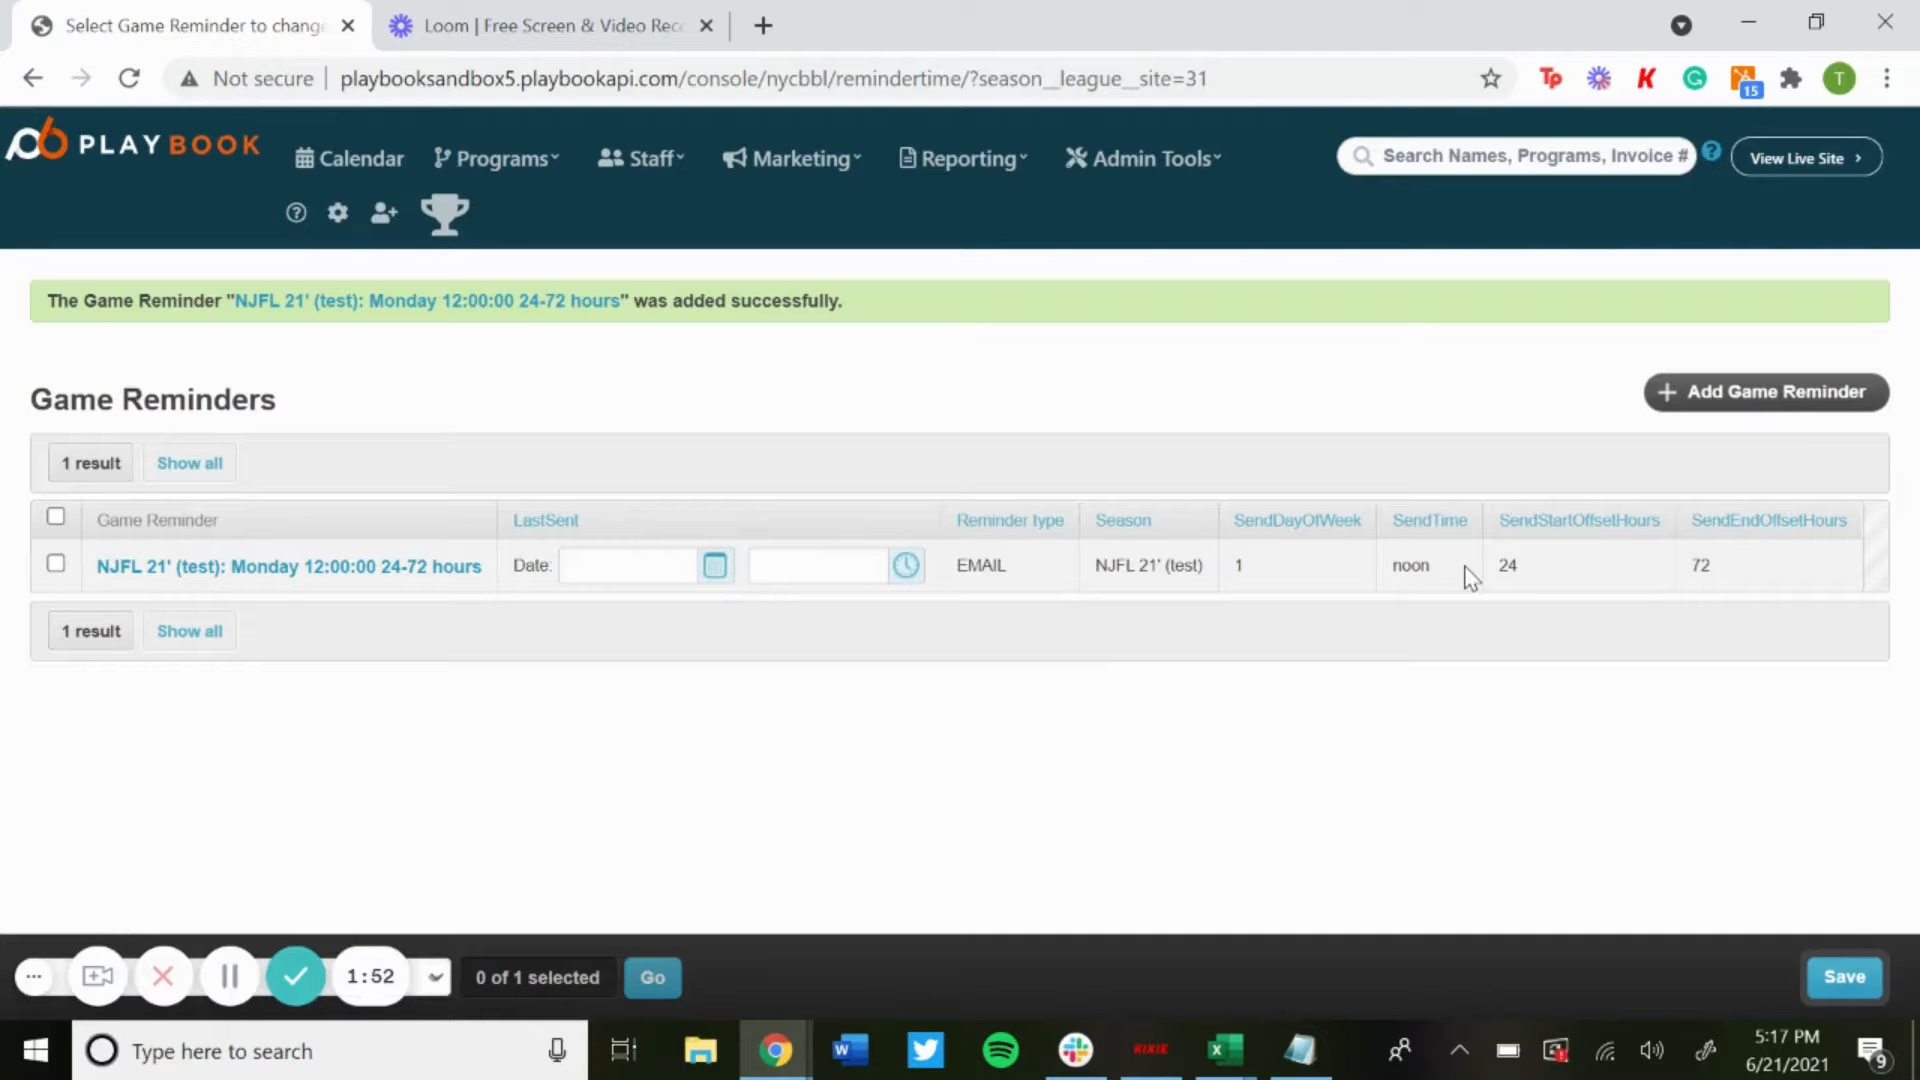 Select Game Reminder to change
Loom | Free Screen & Video Rec
Not secure | playbooksandbox5.playbookapi.com/console/nycbbl/remindertime/?season__league__site=31
Tp
K
G
15
T
PLAYBOOK
Calendar
Programs
Staff
Marketing
Reporting
Admin Tools
Search Names, Programs, Invoice #
?
View Live Site ›
?
The Game Reminder "NJFL 21' (test): Monday 12:00:00 24-72 hours" was added successfully.
Game Reminders
+ Add Game Reminder
1 result Show all
Game Reminder LastSent Reminder type Season SendDayOfWeek SendTime SendStartOffsetHours SendEndOffsetHours
NJFL 21' (test): Monday 12:00:00 24-72 hours Date: EMAIL NJFL 21' (test) 1 noon 24 72
1 result Show all
1:52
0 of 1 selected
Go
Save
Type here to search
W
KIXIE
X
5:17 PM
6/21/2021
9